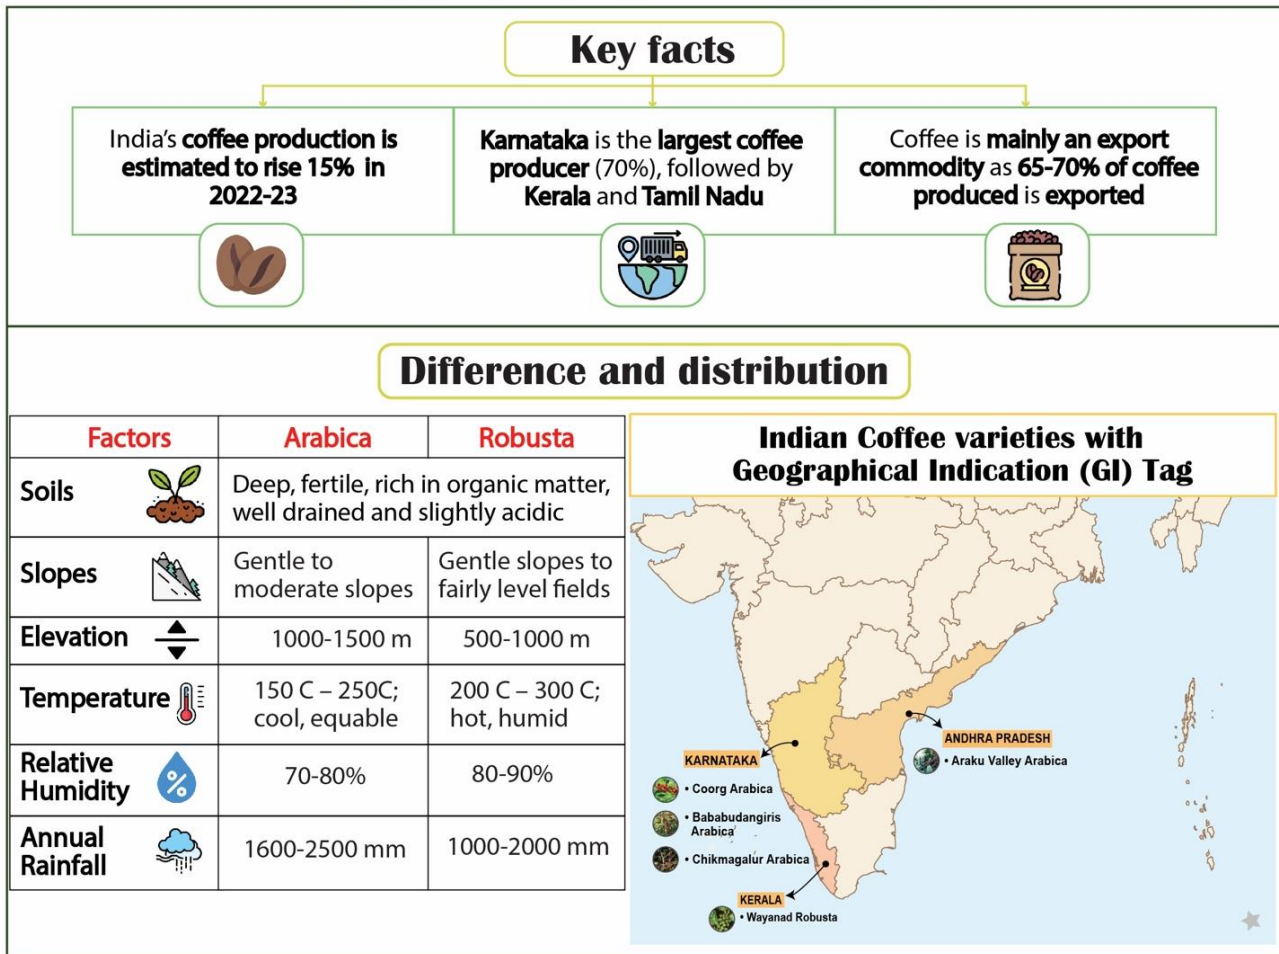 Key facts
India's coffee production is
estimated to rise 15% in
2022-23
Karnataka is the largest coffee
producer (70%), followed by
Kerala and Tamil Nadu
Coffee is mainly an export
commodity as 65-70% of coffee
produced is exported
Difference and distribution
Factors Arabica Robusta
Soils
Deep, fertile, rich in organic matter,
well drained and slightly acidic
Slopes
Gentle to
moderate slopes
Gentle slopes to
fairly level fields
Elevation 1000-1500 m 500-1000 m
Temperature
150 C – 250C;
cool, equable
200 C – 300 C;
hot, humid
Relative
Humidity
%
70-80%
80-90%
Annual
Rainfall
1600-2500 mm
1000-2000 mm
Indian Coffee varieties with
Geographical Indication (GI) Tag
KARNATAKA
• Coorg Arabica
• Bababudangiris
Arabica
• Chikmagalur Arabica
ANDHRA PRADESH
• Araku Valley Arabica
KERALA
• Wayanad Robusta